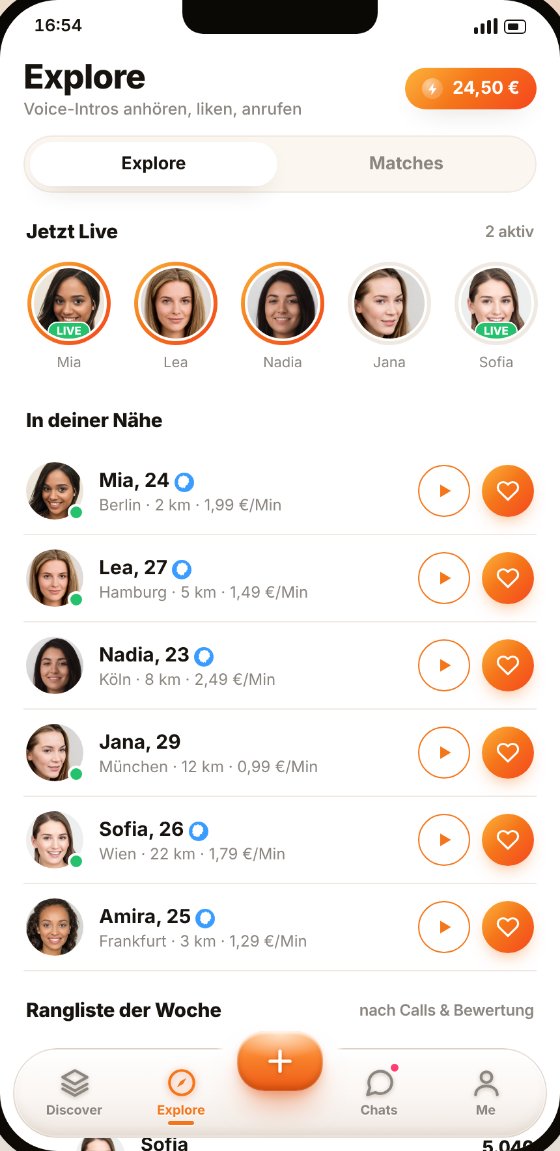 16:54
Explore
24,50 €
Voice-Intros anhören, liken, anrufen
Explore Matches
Jetzt Live 2 aktiv
LIVE LIVE
Mia Lea Nadia Jana Sofia
In deiner Nähe
Mia, 24
Berlin · 2 km · 1,99 €/Min
Lea, 27
Hamburg · 5 km · 1,49 €/Min
Nadia, 23
Köln · 8 km · 2,49 €/Min
Jana, 29
München · 12 km · 0,99 €/Min
Sofia, 26
Wien · 22 km · 1,79 €/Min
Amira, 25
Frankfurt · 3 km · 1,29 €/Min
Rangliste der Woche nach Calls & Bewertung
Discover Explore Chats Me
Sofia